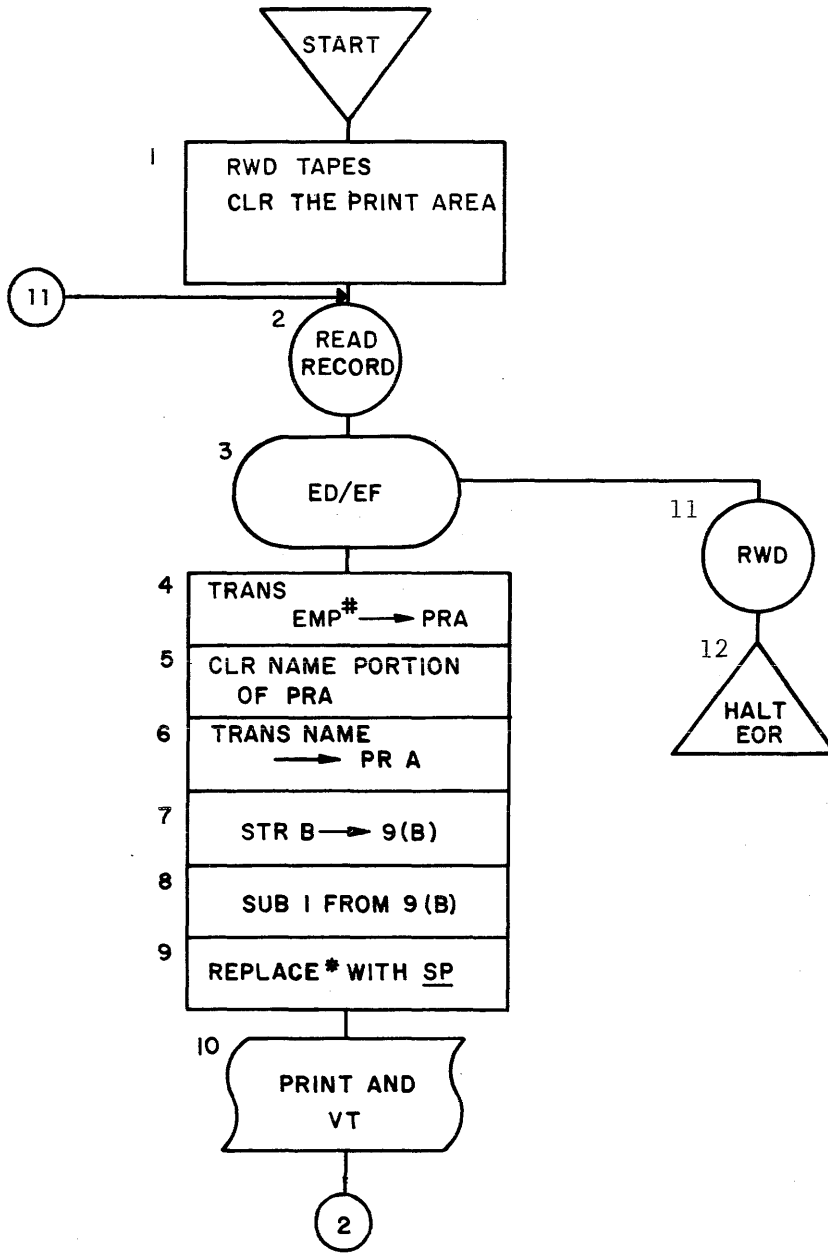 START
1
RWD TAPES
CLR THE PRINT AREA
11
2
READ
RECORD
3
ED/EF
11
RWD
12
HALT
EOR
4
TRANS
EMP# → PRA
5
CLR NAME PORTION
OF PRA
6
TRANS NAME
→ PR A
7
STR B → 9(B)
8
SUB 1 FROM 9(B)
9
REPLACE * WITH SP
10
PRINT AND
VT
2